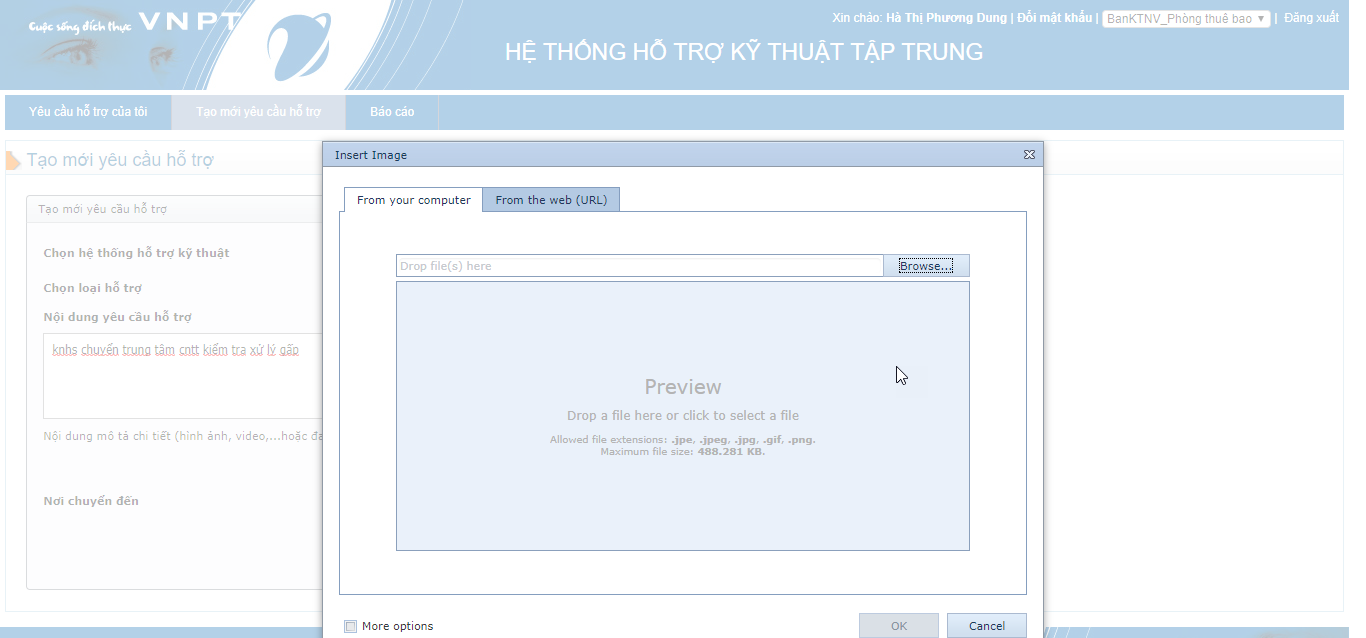 Cuộc sống đích thực VNPT
Xin chào: Hà Thị Phương Dung | Đổi mật khẩu | BanKTNV_Phòng thuê bao | Đăng xuất
HỆ THỐNG HỖ TRỢ KỸ THUẬT TẬP TRUNG
Yêu cầu hỗ trợ của tôi Tạo mới yêu cầu hỗ trợ Báo cáo
Tạo mới yêu cầu hỗ trợ
Insert Image
From your computer From the web (URL)
Tạo mới yêu cầu hỗ trợ
Chọn hệ thống hỗ trợ kỹ thuật
Drop file(s) here Browse...
Chọn loại hỗ trợ
Nội dung yêu cầu hỗ trợ
knhs chuyển trung tâm cntt kiểm tra xử lý gấp
Preview
Drop a file here or click to select a file
Nội dung mô tả chi tiết (hình ảnh, video,...hoặc
Allowed file extensions: .jpe, .jpeg, .jpg, .gif, .png.
Maximum file size: 488.281 KB.
Nơi chuyển đến
More options OK Cancel